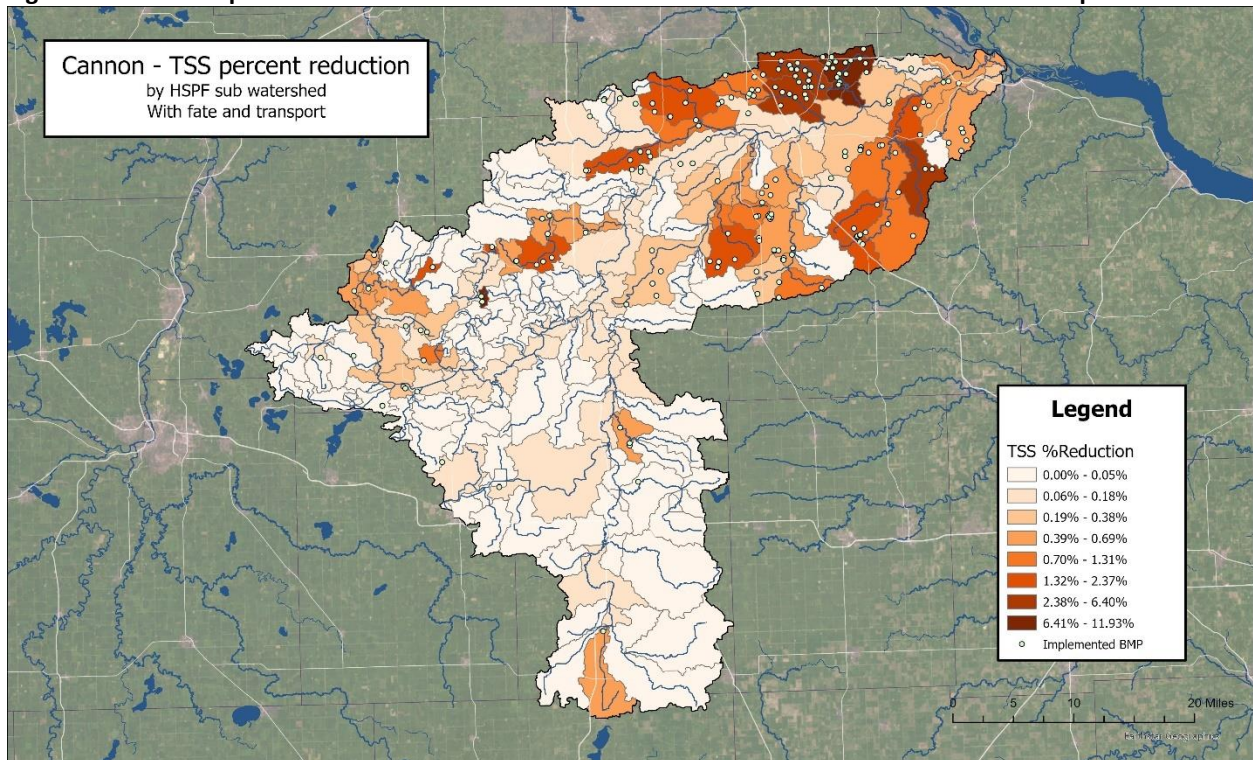 Cannon - TSS percent reduction
by HSPF sub watershed
With fate and transport
Legend
TSS %Reduction
0.00% - 0.05%
0.06% - 0.18%
0.19% - 0.38%
0.39% - 0.69%
0.70% - 1.31%
1.32% - 2.37%
2.38% - 6.40%
6.41% - 11.93%
Implemented BMP
0 5 10 20 Miles